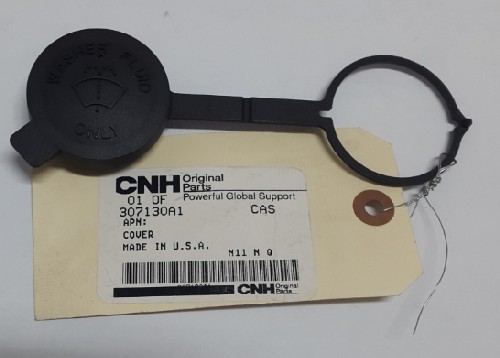 WASHER FLUID
ONLY
CNH Original Parts
Powerful Global Support
01 OF
307130A1 CAS
APN:
COVER
MADE IN U.S.A. N11 M Q
CNH Original Parts